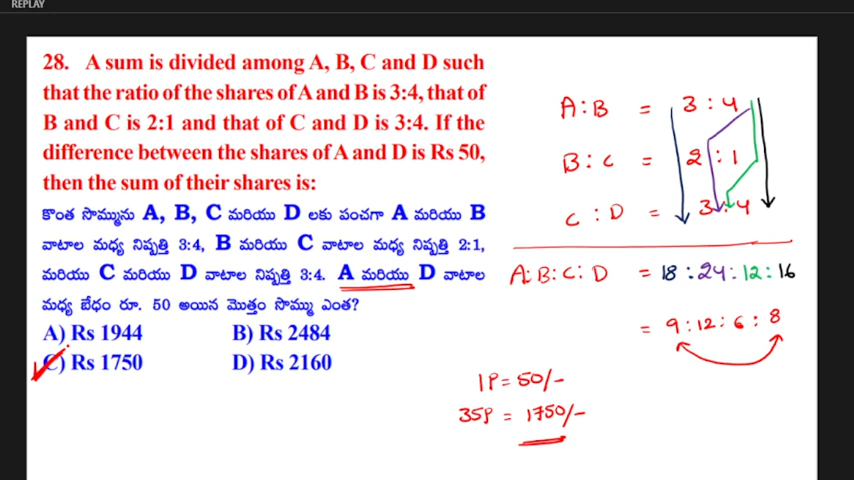 REPLAY
28. A sum is divided among A, B, C and D such
that the ratio of the shares of A and B is 3:4, that of
B and C is 2:1 and that of C and D is 3:4. If the
difference between the shares of A and D is Rs 50,
then the sum of their shares is:
కొంత సొమ్మును A, B, C మరియు D లకు పంచగా A మరియు B
వాటాల మధ్య నిష్పత్తి 3:4, B మరియు C వాటాల మధ్య నిష్పత్తి 2:1,
మరియు C మరియు D వాటాల నిష్పత్తి 3:4. A మరియు D వాటాల
మధ్య బేధం రూ. 50 అయిన మొత్తం సొమ్ము ఎంత?
A) Rs 1944 B) Rs 2484
C) Rs 1750 D) Rs 2160
A:B = 3:4
B:C = 2:1
C:D = 3:4
A:B:C:D = 18:24:12:16
= 9:12:6:8
1P = 50/-
35P = 1750/-